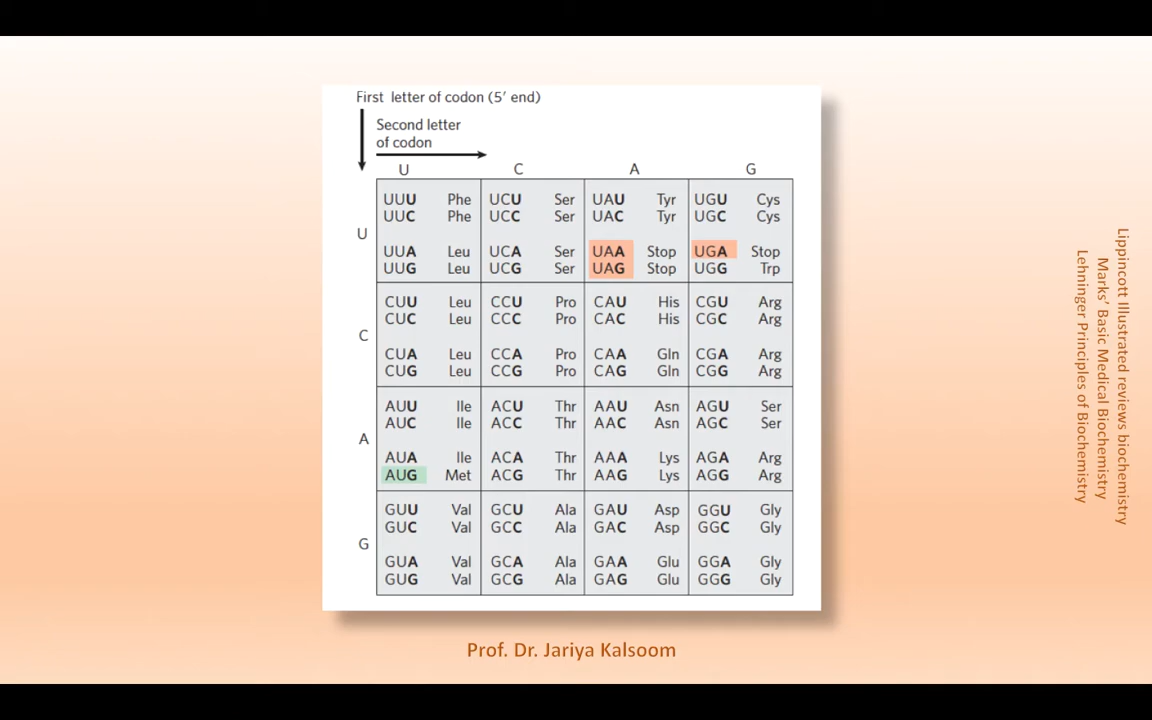 First letter of codon (5′ end)
Second letter
of codon
U C A G
UUU Phe UCU Ser UAU Tyr UGU Cys
UUC Phe UCC Ser UAC Tyr UGC Cys
U
UUA Leu UCA Ser UAA Stop UGA Stop
UUG Leu UCG Ser UAG Stop UGG Trp
CUU Leu CCU Pro CAU His CGU Arg
CUC Leu CCC Pro CAC His CGC Arg
C
CUA Leu CCA Pro CAA Gln CGA Arg
CUG Leu CCG Pro CAG Gln CGG Arg
AUU Ile ACU Thr AAU Asn AGU Ser
AUC Ile ACC Thr AAC Asn AGC Ser
A
AUA Ile ACA Thr AAA Lys AGA Arg
AUG Met ACG Thr AAG Lys AGG Arg
GUU Val GCU Ala GAU Asp GGU Gly
GUC Val GCC Ala GAC Asp GGC Gly
G
GUA Val GCA Ala GAA Glu GGA Gly
GUG Val GCG Ala GAG Glu GGG Gly
Prof. Dr. Jariya Kalsoom
Lippincott Illustrated reviews biochemistry
Marks’ Basic Medical Biochemistry
Lehninger Principles of Biochemistry